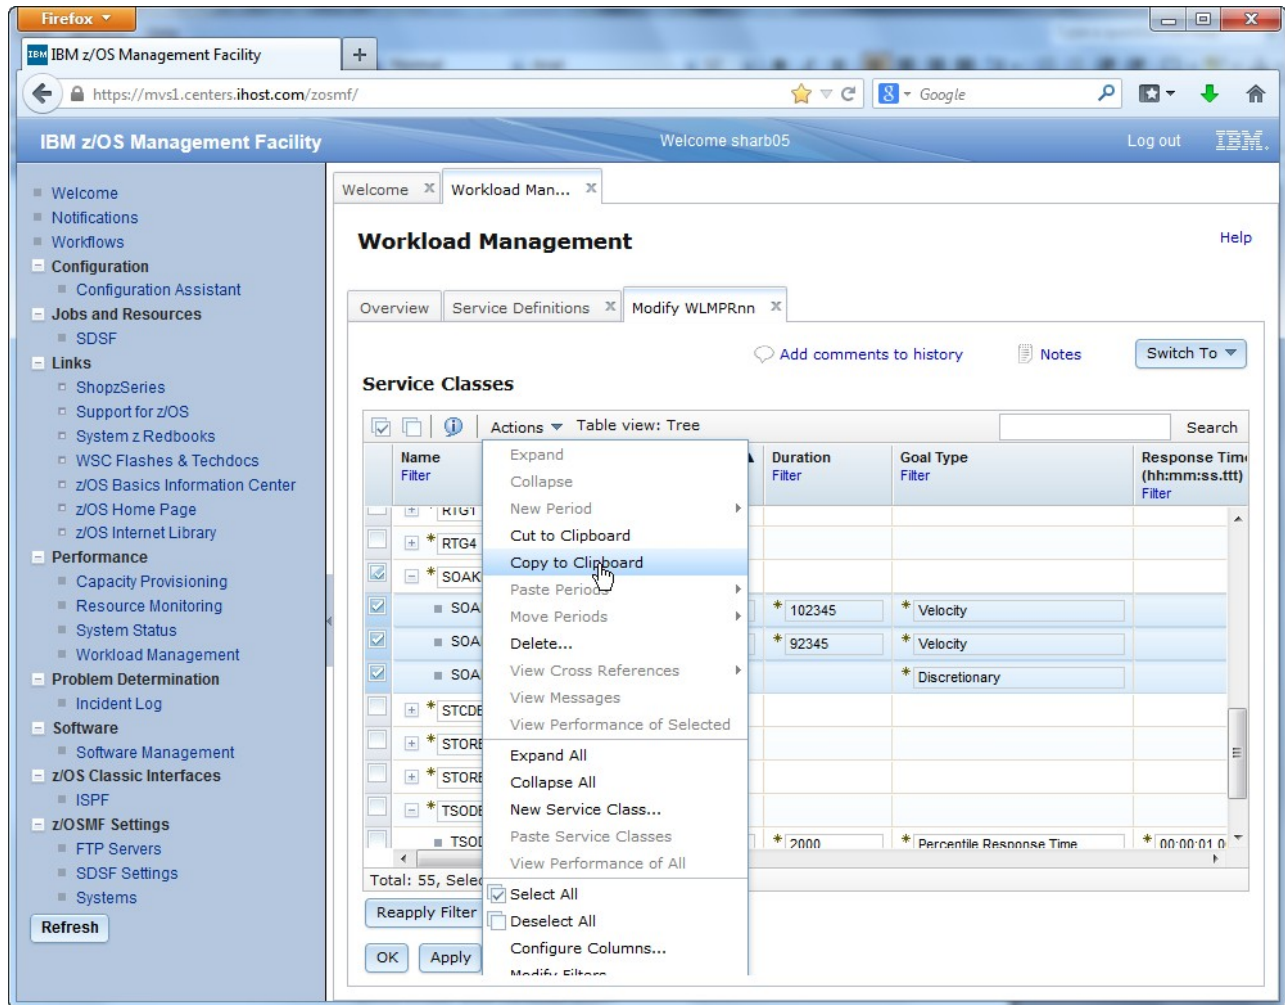 Firefox
IBM IBM z/OS Management Facility
https://mvs1.centers.ihost.com/zosmf/
8 Google
IBM z/OS Management Facility
Welcome sharb05
Log out
IBM.
Welcome
Notifications
Workflows
Configuration
Configuration Assistant
Jobs and Resources
SDSF
Links
ShopzSeries
Support for z/OS
System z Redbooks
WSC Flashes & Techdocs
z/OS Basics Information Center
z/OS Home Page
z/OS Internet Library
Performance
Capacity Provisioning
Resource Monitoring
System Status
Workload Management
Problem Determination
Incident Log
Software
Software Management
z/OS Classic Interfaces
ISPF
z/OSMF Settings
FTP Servers
SDSF Settings
Systems
Refresh
Welcome
Workload Man...
Workload Management
Help
Overview
Service Definitions
Modify WLMPRnn
Add comments to history
Notes
Switch To
Service Classes
Actions
Table view: Tree
Search
Name
Filter
Duration
Filter
Goal Type
Filter
Response Time
(hh:mm:ss.ttt)
Filter
RTG1
* RTG4
* SOAK
SOA
* 102345
* Velocity
SOA
* 92345
* Velocity
SOA
* Discretionary
* STCDE
* STORE
* STORE
* TSODE
TSOD
* 2000
* Percentile Response Time
* 00:00:01.0
Total: 55, Selec
Reapply Filter
OK
Apply
Expand
Collapse
New Period
Cut to Clipboard
Copy to Clipboard
Paste Periods
Move Periods
Delete...
View Cross References
View Messages
View Performance of Selected
Expand All
Collapse All
New Service Class...
Paste Service Classes
View Performance of All
Select All
Deselect All
Configure Columns...
Modify Filters